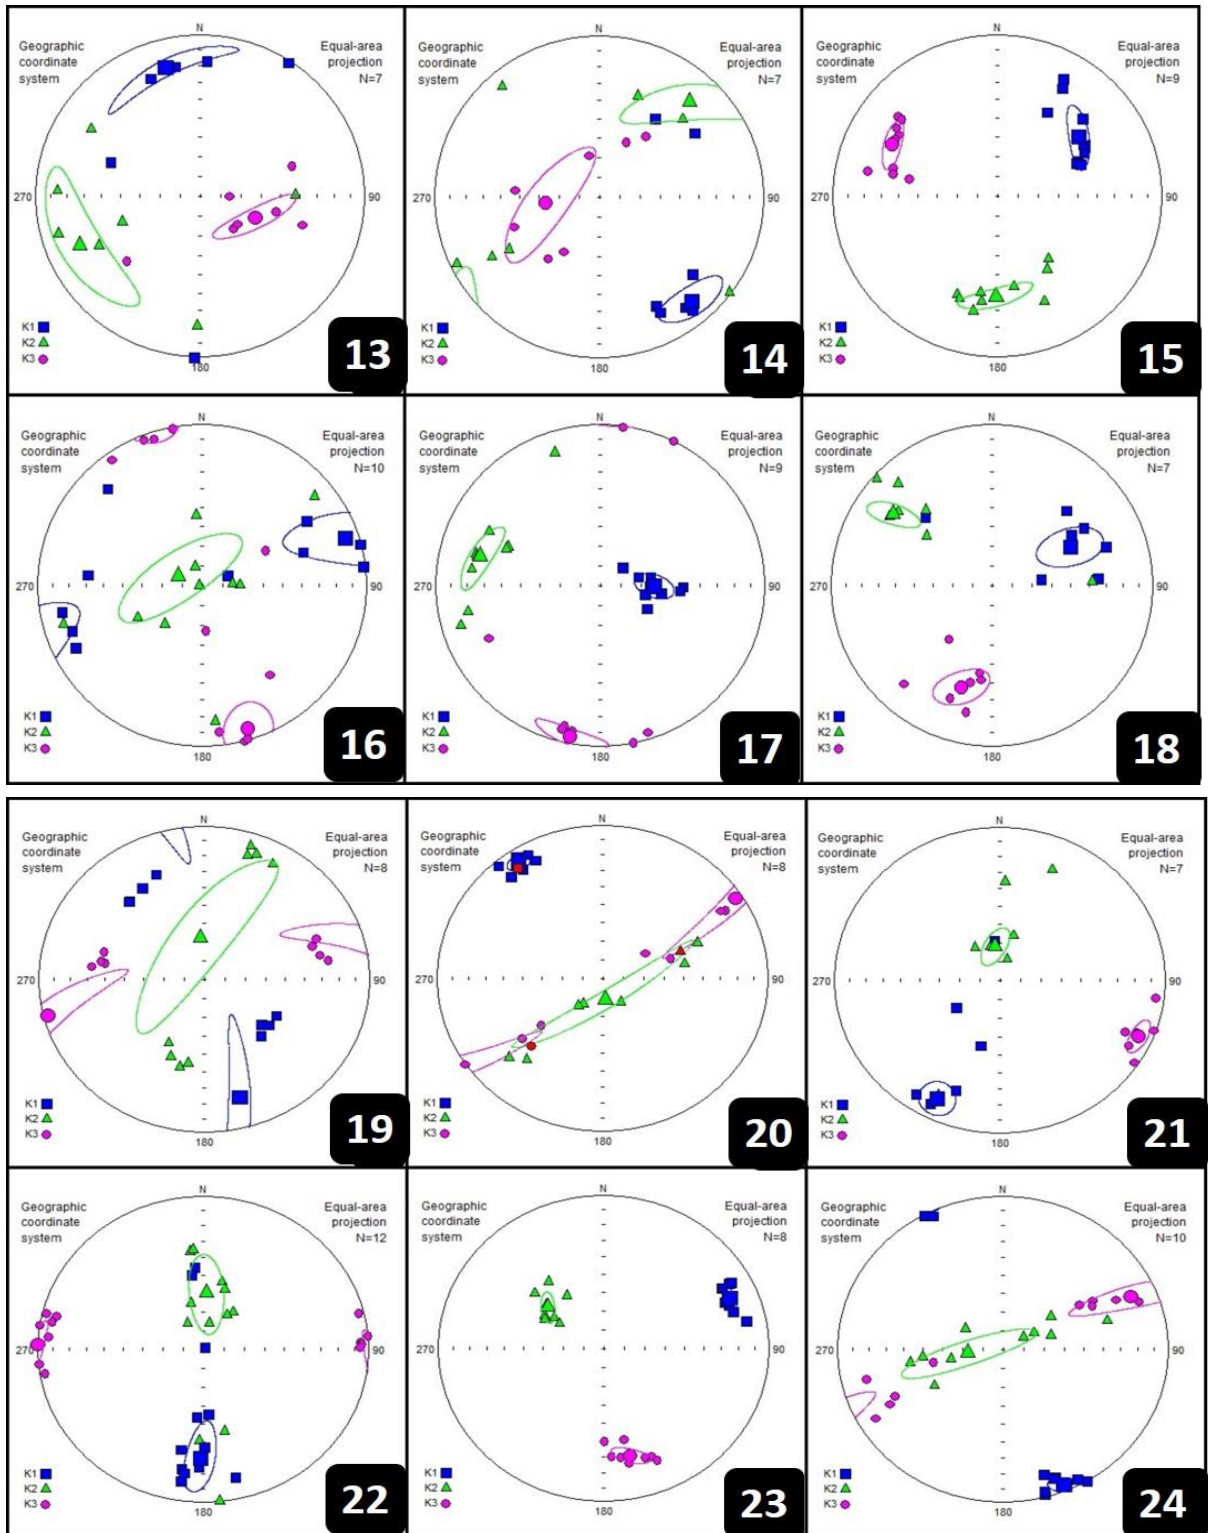 Geographic coordinate system
N
Equal-area projection
N=7
270
90
K1
K2
K3
180
13
Geographic coordinate system
N
Equal-area projection
N=7
270
90
K1
K2
K3
180
14
Geographic coordinate system
N
Equal-area projection
N=9
270
90
K1
K2
K3
180
15
Geographic coordinate system
N
Equal-area projection
N=10
270
90
K1
K2
K3
180
16
Geographic coordinate system
N
Equal-area projection
N=9
270
90
K1
K2
K3
180
17
Geographic coordinate system
N
Equal-area projection
N=7
270
90
K1
K2
K3
180
18
Geographic coordinate system
N
Equal-area projection
N=8
270
90
K1
K2
K3
180
19
Geographic coordinate system
N
Equal-area projection
N=8
270
90
K1
K2
K3
180
20
Geographic coordinate system
N
Equal-area projection
N=7
270
90
K1
K2
K3
180
21
Geographic coordinate system
N
Equal-area projection
N=12
270
90
K1
K2
K3
180
22
Geographic coordinate system
N
Equal-area projection
N=8
270
90
K1
K2
K3
180
23
Geographic coordinate system
N
Equal-area projection
N=10
270
90
K1
K2
K3
180
24